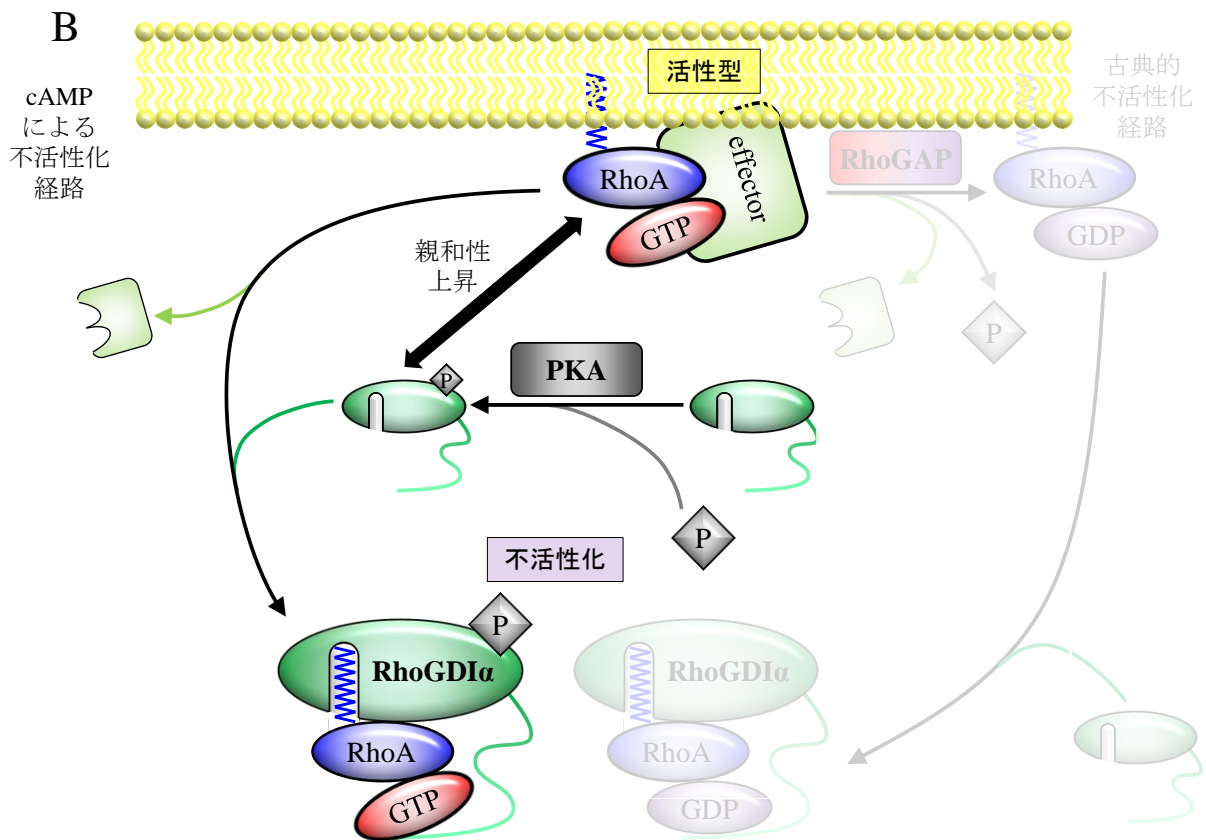 B
cAMP
による
不活性化
経路
活性型
古典的
不活性化
経路
effector
RhoGAP
RhoA
GTP
RhoA
GDP
親和性
上昇
P
P
PKA
P
不活性化
P
RhoGDIα
RhoA
GTP
RhoGDIα
RhoA
GDP